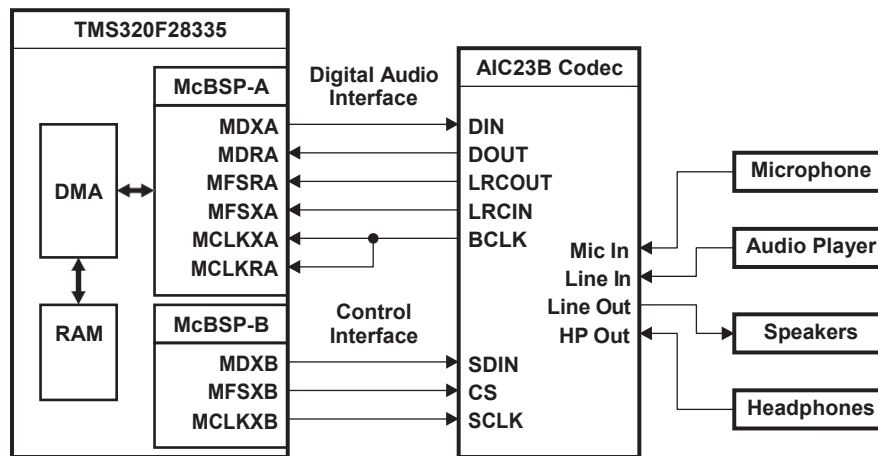 TMS320F28335
McBSP-A
MDXA
MDRA
MFSRA
MFSXA
MCLKXA
MCLKRA
DMA
RAM
McBSP-B
MDXB
MFSXB
MCLKXB
Digital Audio
Interface
Control
Interface
AIC23B Codec
DIN
DOUT
LRCOUT
LRCIN
BCLK
Mic In
Line In
Line Out
HP Out
SDIN
CS
SCLK
Microphone
Audio Player
Speakers
Headphones